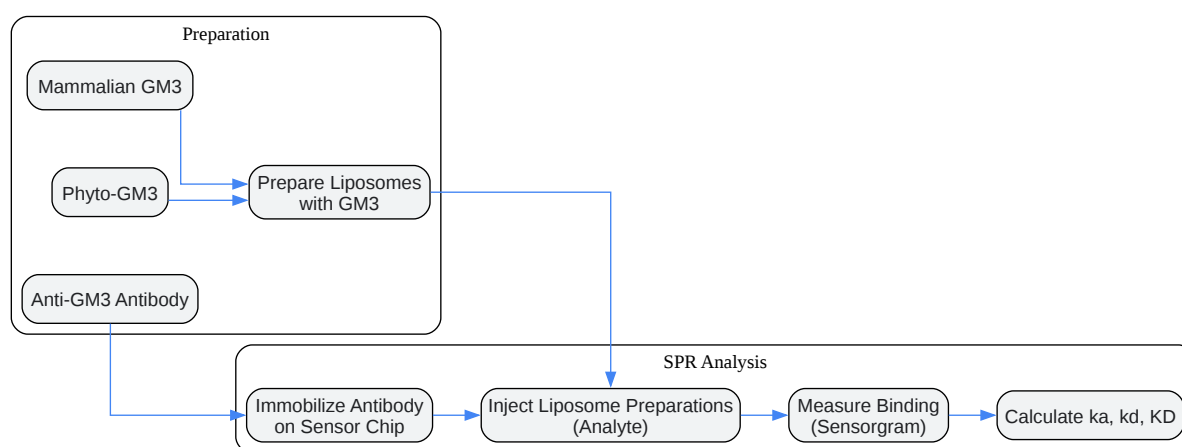 Preparation
Mammalian GM3
Phyto-GM3
Prepare Liposomes
with GM3
Anti-GM3 Antibody
SPR Analysis
Immobilize Antibody
on Sensor Chip
Inject Liposome Preparations
(Analyte)
Measure Binding
(Sensorgram)
Calculate ka, kd, KD